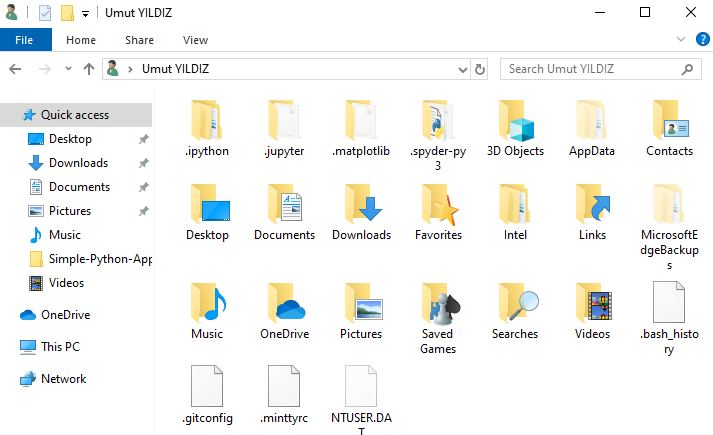 Umut YILDIZ
File Home Share View
Umut YILDIZ Search Umut YILDIZ
Quick access
Desktop
Downloads
Documents
Pictures
Music
Simple-Python-App
Videos
OneDrive
This PC
Network
.ipython .jupyter .matplotlib .spyder-py 3D Objects AppData Contacts
3
Desktop Documents Downloads Favorites Intel Links MicrosoftEdgeBackups
Music OneDrive Pictures Saved Games Searches Videos .bash_history
.gitconfig .minttyrc NTUSER.DAT